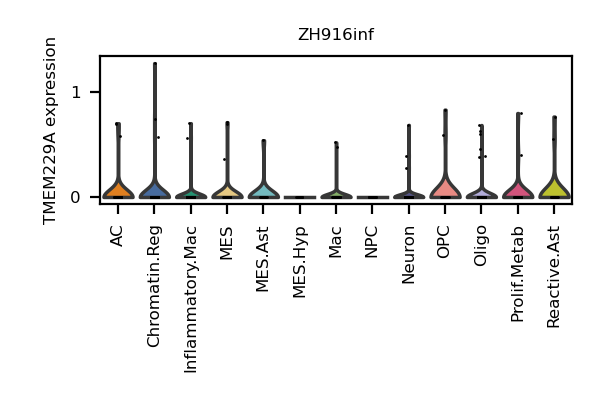 ZH916inf
TMEM229A expression
1
0
AC
Chromatin.Reg
Inflammatory.Mac
MES
MES.Ast
MES.Hyp
Mac
NPC
Neuron
OPC
Oligo
Prolif.Metab
Reactive.Ast